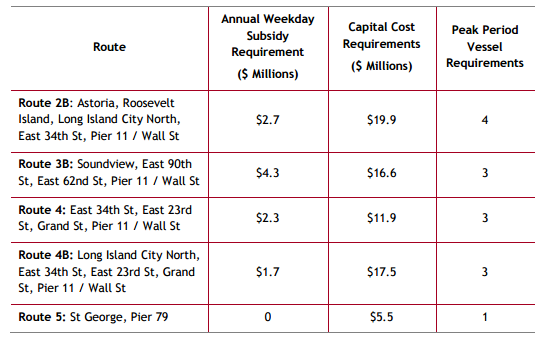 Route
Annual Weekday
Subsidy
Requirement
($ Millions)
Capital Cost
Requirements
($ Millions)
Peak Period
Vessel
Requirements
Route 2B: Astoria, Roosevelt
Island, Long Island City North,
East 34th St, Pier 11 / Wall St
$2.7
$19.9
4
Route 3B: Soundview, East 90th
St, East 62nd St, Pier 11 / Wall St
$4.3
$16.6
3
Route 4: East 34th St, East 23rd
St, Grand St, Pier 11 / Wall St
$2.3
$11.9
3
Route 4B: Long Island City North,
East 34th St, East 23rd St, Grand
St, Pier 11 / Wall St
$1.7
$17.5
3
Route 5: St George, Pier 79
0
$5.5
1